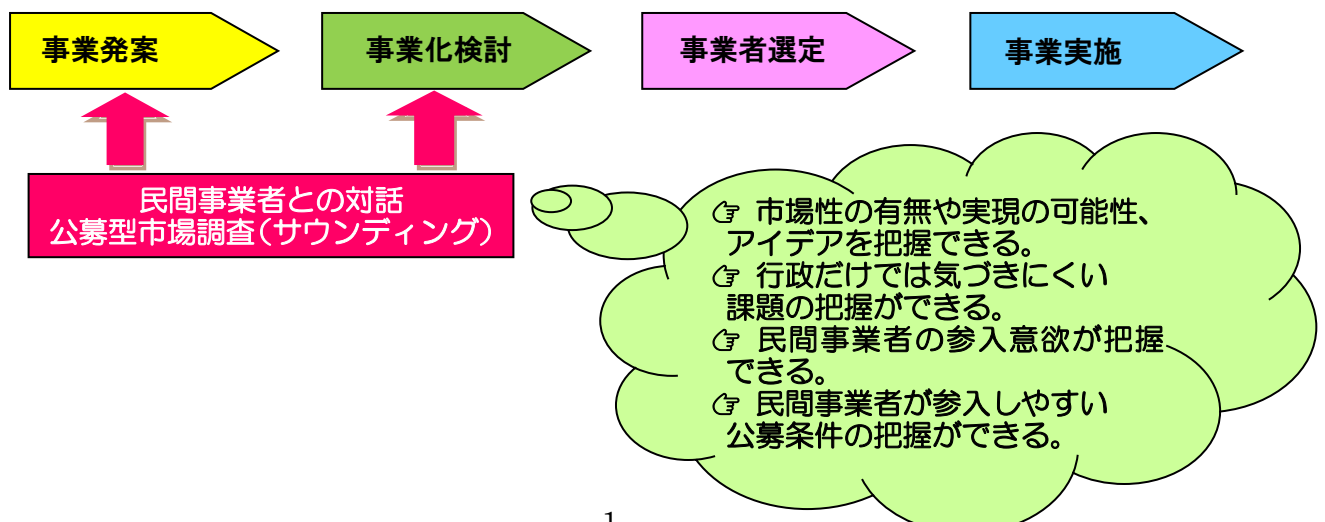 事業発案
事業化検討
事業者選定
事業実施
民間事業者との対話
公募型市場調査(サウンディング)
☞ 市場性の有無や実現の可能性、
アイデアを把握できる。
☞ 行政だけでは気づきにくい
課題の把握ができる。
☞ 民間事業者の参入意欲が把握
できる。
☞ 民間事業者が参入しやすい
公募条件の把握ができる。
1